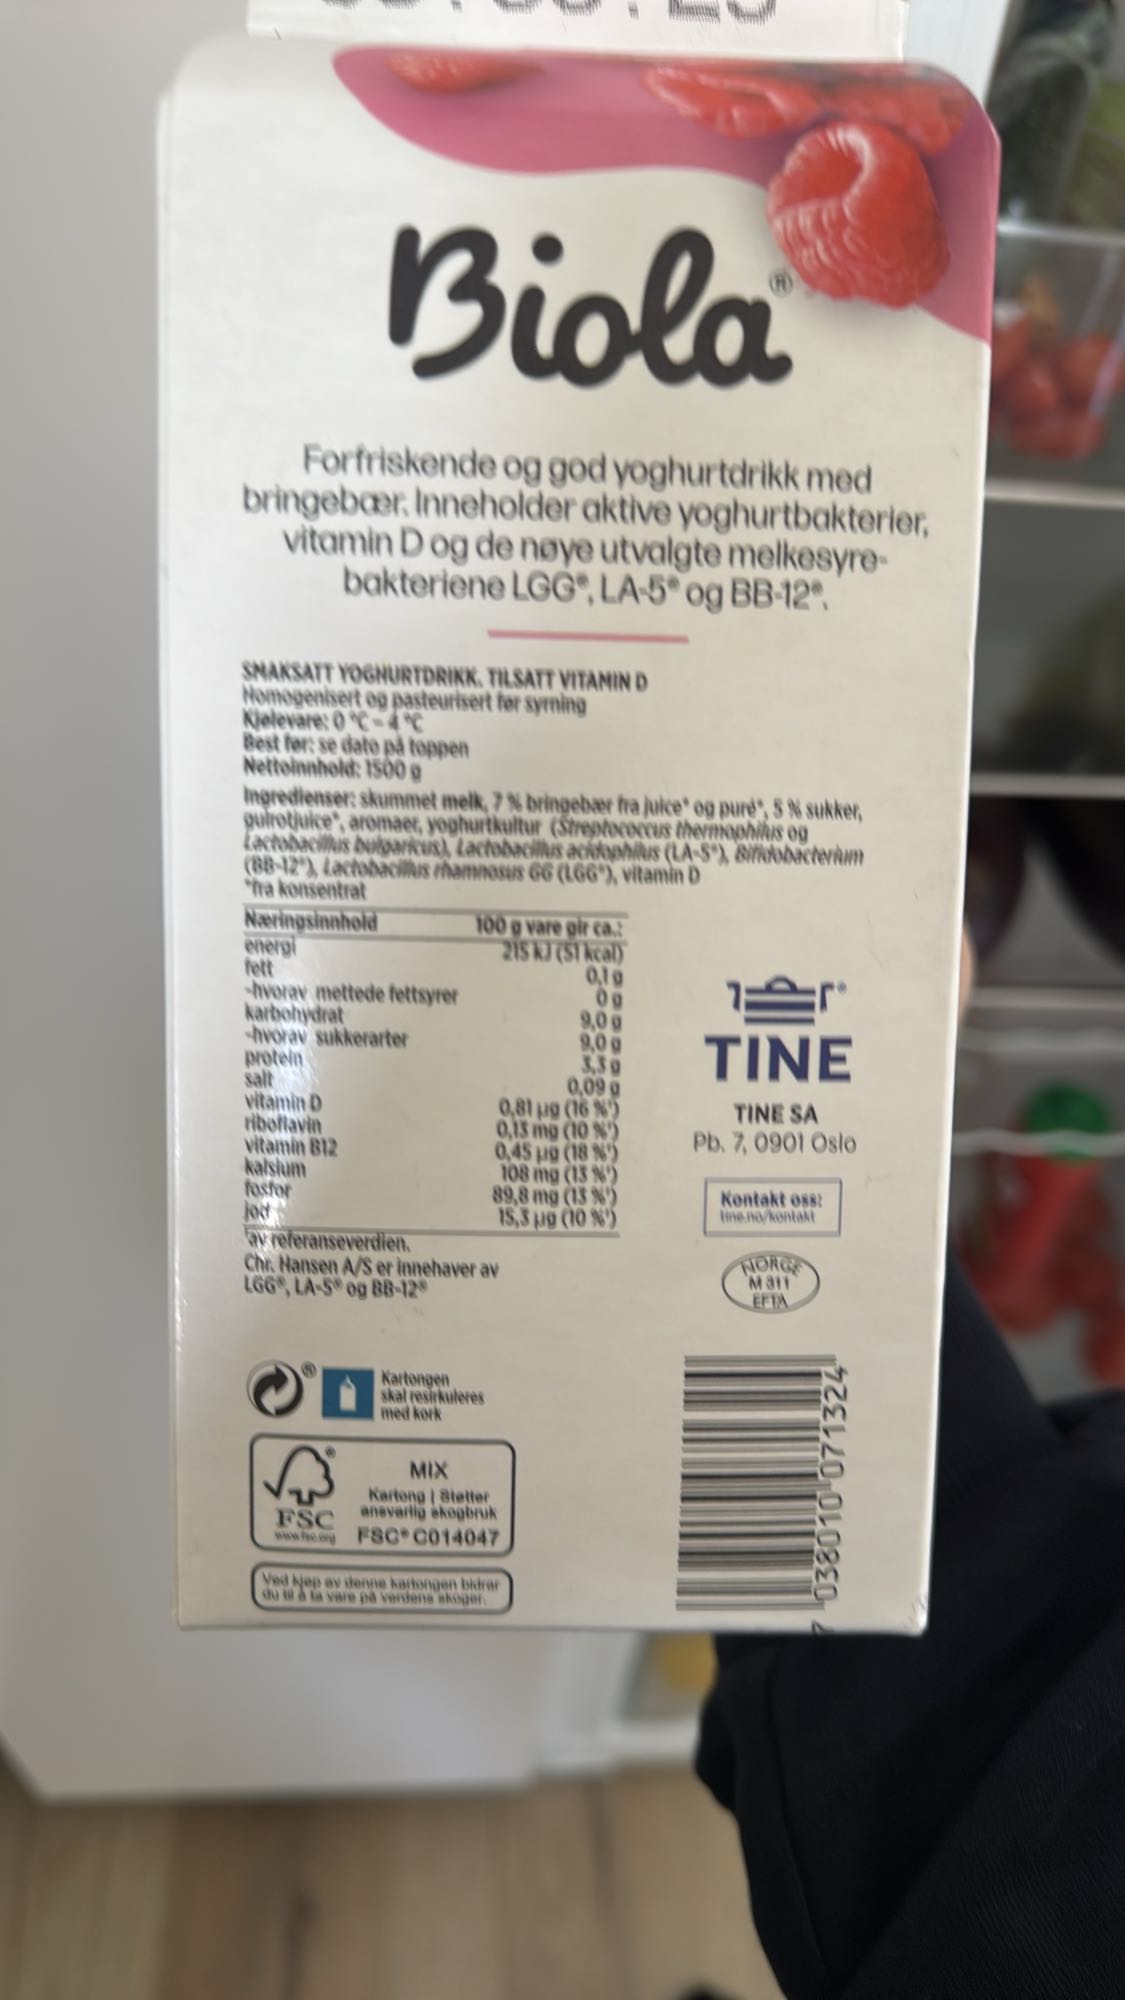 Biola®
Forfriskende og god yoghurtdrikk med
bringebær. Inneholder aktive yoghurtbakterier,
vitamin D og de nøye utvalgte melkesyre-
bakteriene LGG®, LA-5® og BB-12®.
SMAKSATT YOGHURTDRIKK. TILSATT VITAMIN D
Homogenisert og pasteurisert før syrning
Kjølevare: 0 °C - 4 °C
Best før: se dato på toppen
Nettoinnhold: 1500 g
Ingredienser: skummet melk, 7 % bringebær fra juice* og puré*, 5 % sukker,
gulrotjuice*, aromaer, yoghurtkultur (Streptococcus thermophilus og
Lactobacillus bulgaricus), Lactobacillus acidophilus (LA-5®), Bifidobacterium
(BB-12®), Lactobacillus rhamnosus GG (LGG®), vitamin D
*fra konsentrat
Næringsinnhold 100 g vare gir ca.:
energi 215 kJ (51 kcal)
fett 0,1 g
-hvorav mettede fettsyrer 0 g
karbohydrat 9,0 g
-hvorav sukkerarter 9,0 g
protein 3,3 g
salt 0,09 g
vitamin D 0,81 µg (16 %¹)
riboflavin 0,13 mg (10 %¹)
vitamin B12 0,45 µg (18 %¹)
kalsium 108 mg (13 %¹)
fosfor 89,8 mg (13 %¹)
jod 15,3 µg (10 %¹)
¹av referanseverdien.
Chr. Hansen A/S er innehaver av
LGG®, LA-5® og BB-12®
TINE
TINE SA
Pb. 7, 0901 Oslo
Kontakt oss:
tine.no/kontakt
NORGE
M 311
EFTA
Kartongen
skal resirkuleres
med kork
MIX
Kartong | Støtter
ansvarlig skogbruk
FSC® C014047
FSC
www.fsc.org
Ved kjøp av denne kartongen bidrar
du til å ta vare på verdens skoger.
7 038010 071324